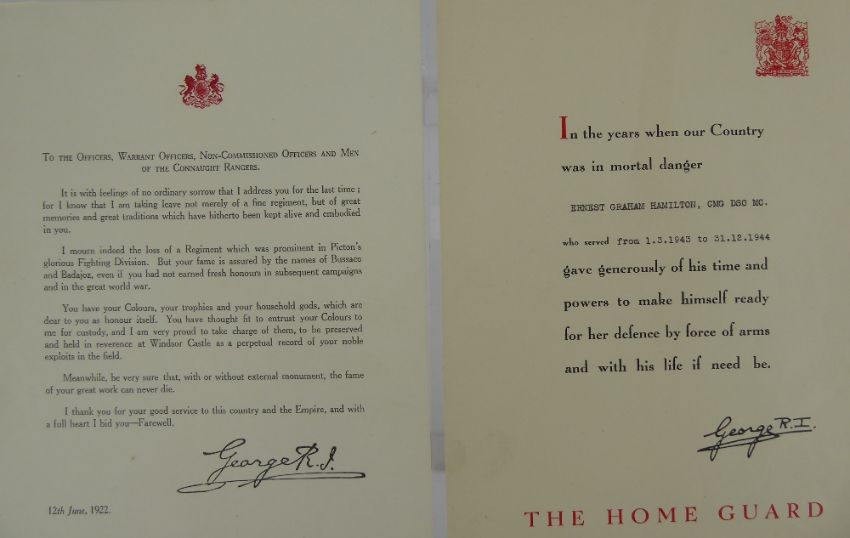 To the Officers, Warrant Officers, Non-Commissioned Officers and Men
of the Connaught Rangers.
It is with feelings of no ordinary sorrow that I address you for the last time ;
for I know that I am taking leave not merely of a fine regiment, but of great
memories and great traditions which have hitherto been kept alive and embodied
in you.
I mourn indeed the loss of a Regiment which was prominent in Picton's
glorious Fighting Division. But your fame is assured by the names of Bussaco
and Badajoz, even if you had not earned fresh honours in subsequent campaigns
and in the great world war.
You have your Colours, your trophies and your household gods, which are
dear to you as honour itself. You have thought fit to entrust your Colours to
me for custody, and I am very proud to take charge of them, to be preserved
and held in reverence at Windsor Castle as a perpetual record of your noble
exploits in the field.
Meanwhile, be very sure that, with or without external monument, the fame
of your great work can never die.
I thank you for your good service to this country and the Empire, and with
a full heart I bid you—Farewell.
George R.I.
12th June, 1922.
In the years when our Country
was in mortal danger
ERNEST GRAHAM HAMILTON, CMG DSO MC.
who served from 1.3.1943 to 31.12.1944
gave generously of his time and
powers to make himself ready
for her defence by force of arms
and with his life if need be.
George R.I.
THE HOME GUARD